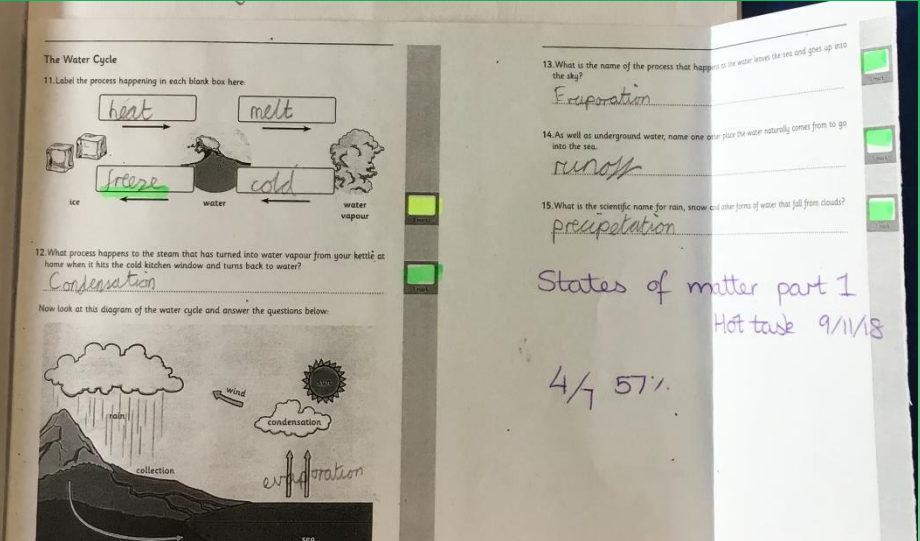 The Water Cycle
11.Label the process happening in each blank box here:
heat melt
freeze cold
ice water water
vapour
12.What process happens to the steam that has turned into water vapour from your kettle at
home when it hits the cold kitchen window and turns back to water?
Condensation
Now look at this diagram of the water cycle and answer the questions below:
wind
sun
rain
condensation
collection
evaporation
sea
13.What is the name of the process that happens as the water leaves the sea and goes up into
the sky?
Evaporation
14.As well as underground water, name one place the water naturally comes from to go
into the sea.
runoff
15.What is the scientific name for rain, snow and other forms of water that fall from clouds?
precipetation
States of matter part 1
Hot task 9/11/18
4/7 57%